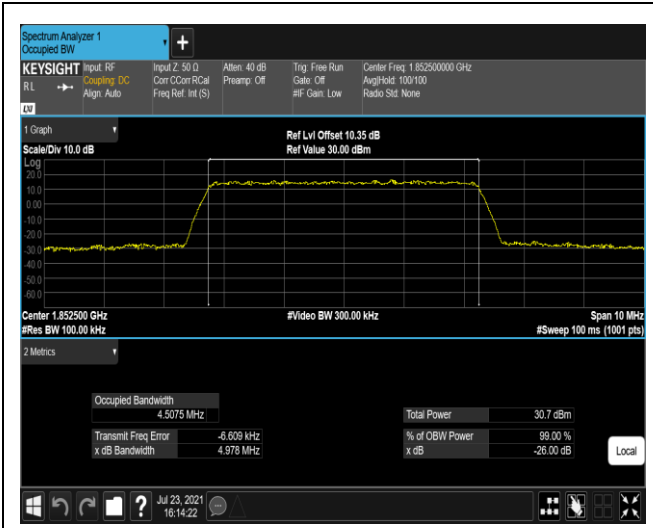 Spectrum Analyzer 1
Occupied BW
+
KEYSIGHT Input: RF Input Z: 50 Ω Atten: 40 dB Trig: Free Run Center Freq: 1.852500000 GHz
RL Coupling: DC Corr CCorr RCal Preamp: Off Gate: Off Avg|Hold: 100/100
Align: Auto Freq Ref: Int (S) #IF Gain: Low Radio Std: None
LXI
1 Graph
Ref Lvl Offset 10.35 dB
Scale/Div 10.0 dB Ref Value 30.00 dBm
Log
20.0
10.0
0.00
-10.0
-20.0
-30.0
-40.0
-50.0
-60.0
Center 1.852500 GHz #Video BW 300.00 kHz Span 10 MHz
#Res BW 100.00 kHz #Sweep 100 ms (1001 pts)
2 Metrics
Occupied Bandwidth
4.5075 MHz Total Power 30.7 dBm
Transmit Freq Error -6.609 kHz % of OBW Power 99.00 %
x dB Bandwidth 4.978 MHz x dB -26.00 dB
Local
? Jul 23, 2021
16:14:22